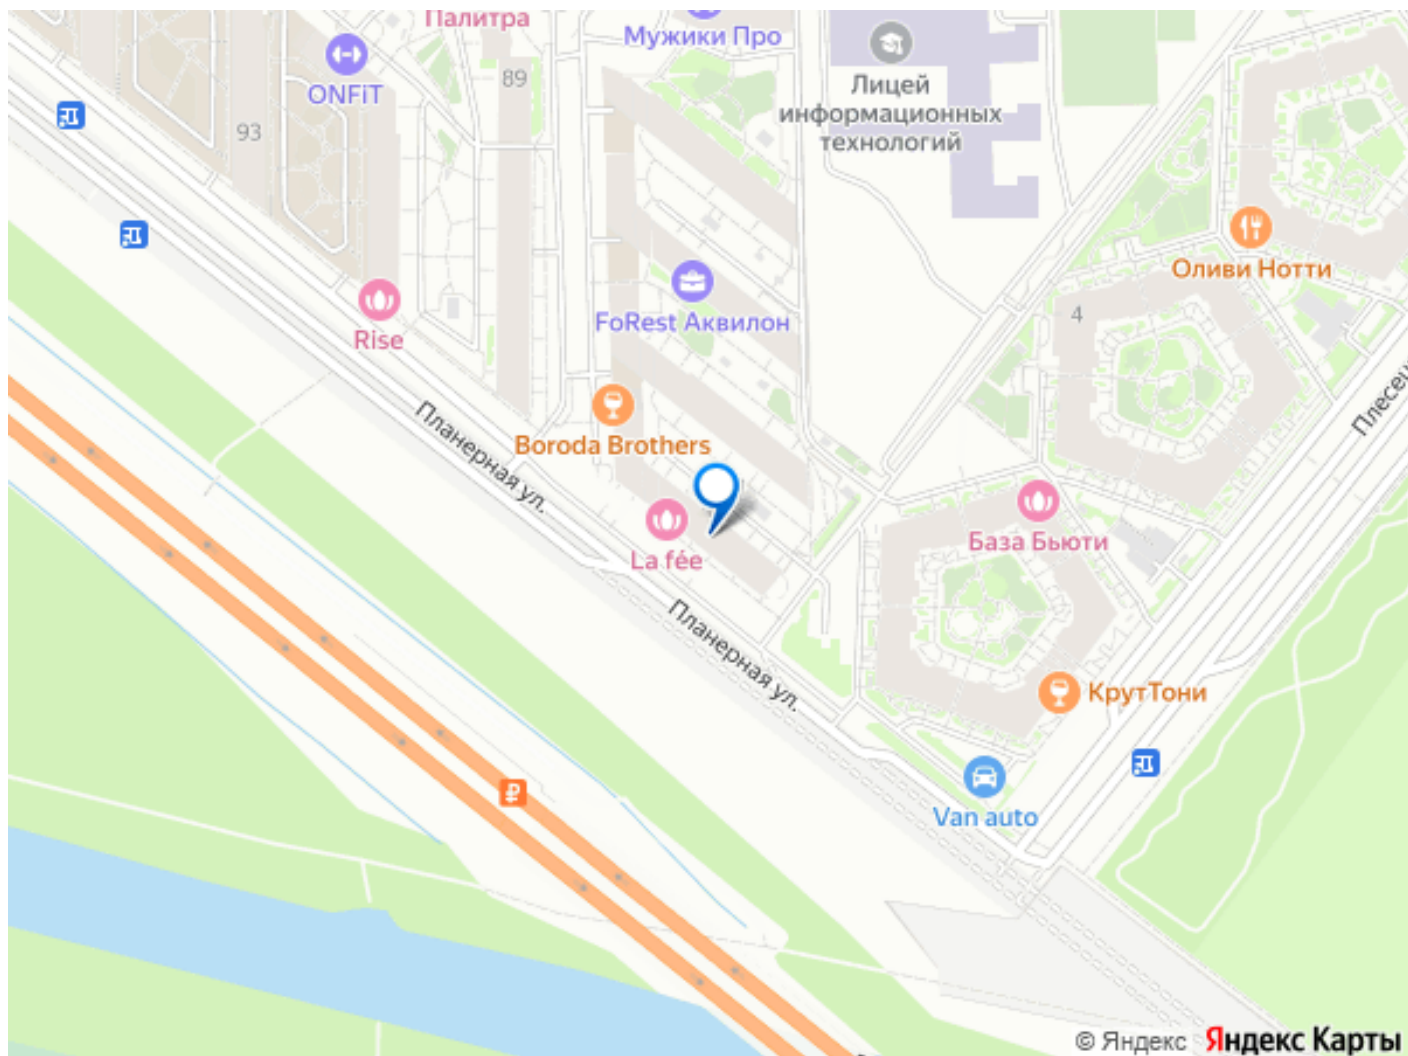 Палитра
Мужики Про
ONFiT
89
93
Лицей
информационных
технологий
Оливи Нотти
Rise
FoRest Аквилон
4
Планерная ул.
Boroda Brothers
La fée
База Бьюти
Планерная ул.
КрутТони
Van auto
© Яндекс Яндекс Карты